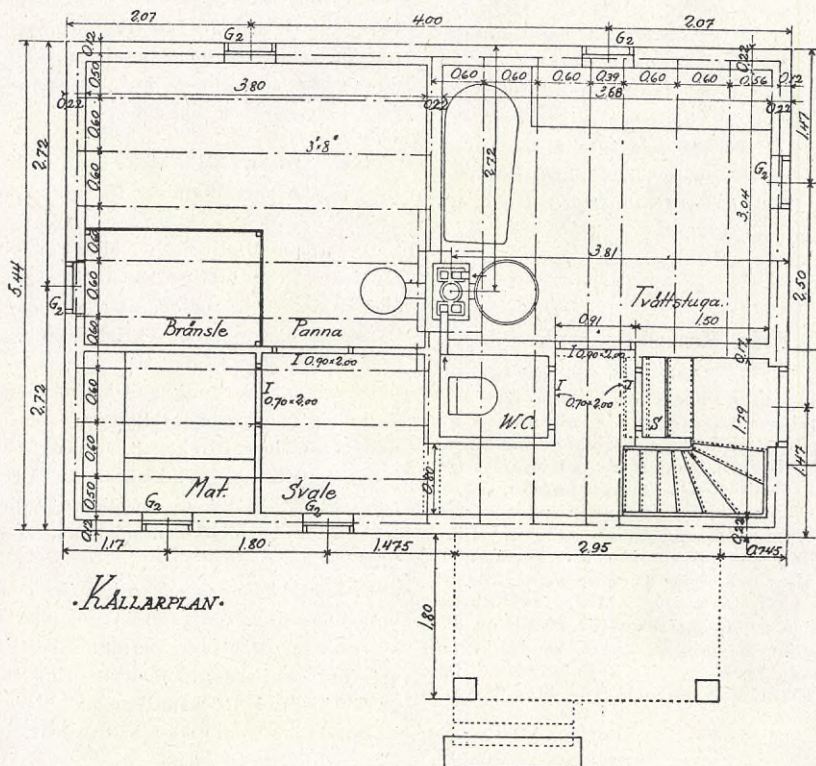 2.07 4.00 2.07
G2 G2
0.12 0.22
0.50 0.60 0.60 0.60 0.39 0.60 0.60 0.56 0.12
3.80 0.22 3.68 0.22
0.22
1.47
2.72 0.60 3"×8" 2.72 G2
0.60 3.04
0.60 3.81
5.44 0.60 2.50
G2 Tvättstuga.
0.60 Bränsle Panna 0.91 1.50
I 0.90×2.00 I 0.90×2.00 0.17
0.60 I
0.70×2.00 I
0.70×2.00 I
2.72 W.C. S 1.79
0.60 0.80 1.47
0.50 Mat. Svale
G2 G2
0.12 0.22
1.17 1.80 1.475 2.95 0.745
·KÄLLARPLAN·
1.80